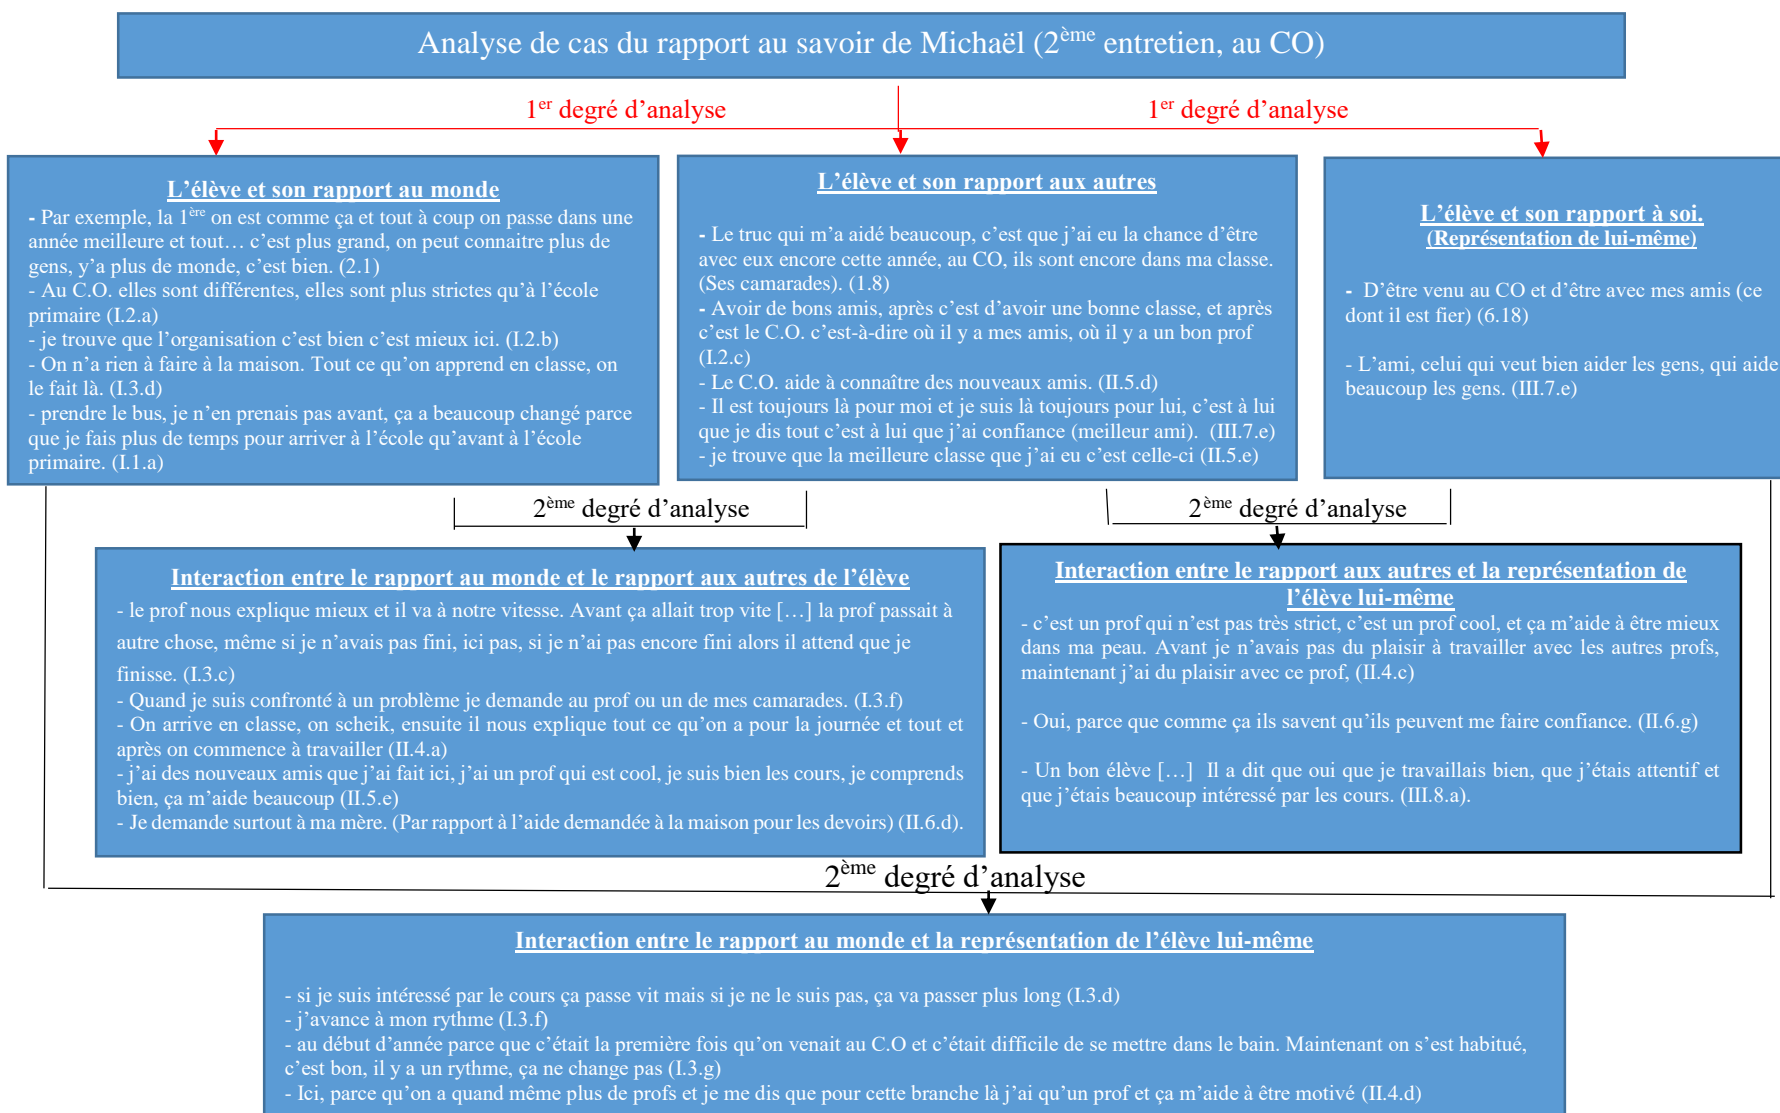 Analyse de cas du rapport au savoir de Michaël (2ème entretien, au CO)
1er degré d’analyse
1er degré d’analyse
L’élève et son rapport au monde
- Par exemple, la 1ère on est comme ça et tout à coup on passe dans une
année meilleure et tout… c’est plus grand, on peut connaitre plus de
gens, y’a plus de monde, c’est bien. (2.1)
- Au C.O. elles sont différentes, elles sont plus strictes qu’à l’école
primaire (I.2.a)
- je trouve que l’organisation c’est bien c’est mieux ici. (I.2.b)
- On n’a rien à faire à la maison. Tout ce qu’on apprend en classe, on
le fait là. (I.3.d)
- prendre le bus, je n’en prenais pas avant, ça a beaucoup changé parce
que je fais plus de temps pour arriver à l’école qu’avant à l’école
primaire. (I.1.a)
L’élève et son rapport aux autres
- Le truc qui m’a aidé beaucoup, c’est que j’ai eu la chance d’être
avec eux encore cette année, au CO, ils sont encore dans ma classe.
(Ses camarades). (1.8)
- Avoir de bons amis, après c’est d’avoir une bonne classe, et après
c’est le C.O. c’est-à-dire où il y a mes amis, où il y a un bon prof
(I.2.c)
- Le C.O. aide à connaître des nouveaux amis. (II.5.d)
- Il est toujours là pour moi et je suis là toujours pour lui, c’est à lui
que je dis tout c’est à lui que j’ai confiance (meilleur ami). (III.7.e)
- je trouve que la meilleure classe que j’ai eu c’est celle-ci (II.5.e)
L’élève et son rapport à soi.
(Représentation de lui-même)
- D’être venu au CO et d’être avec mes amis (ce
dont il est fier) (6.18)
- L’ami, celui qui veut bien aider les gens, qui aide
beaucoup les gens. (III.7.e)
2ème degré d’analyse
2ème degré d’analyse
Interaction entre le rapport au monde et le rapport aux autres de l’élève
- le prof nous explique mieux et il va à notre vitesse. Avant ça allait trop vite […] la prof passait à
autre chose, même si je n’avais pas fini, ici pas, si je n’ai pas encore fini alors il attend que je
finisse. (I.3.c)
- Quand je suis confronté à un problème je demande au prof ou un de mes camarades. (I.3.f)
- On arrive en classe, on scheik, ensuite il nous explique tout ce qu’on a pour la journée et tout et
après on commence à travailler (II.4.a)
- j’ai des nouveaux amis que j’ai fait ici, j’ai un prof qui est cool, je suis bien les cours, je comprends
bien, ça m’aide beaucoup (II.5.e)
- Je demande surtout à ma mère. (Par rapport à l’aide demandée à la maison pour les devoirs) (II.6.d).
Interaction entre le rapport aux autres et la représentation de
l’élève lui-même
- c’est un prof qui n’est pas très strict, c’est un prof cool, et ça m’aide à être mieux
dans ma peau. Avant je n’avais pas du plaisir à travailler avec les autres profs,
maintenant j’ai du plaisir avec ce prof, (II.4.c)
- Oui, parce que comme ça ils savent qu’ils peuvent me faire confiance. (II.6.g)
- Un bon élève […] Il a dit que oui que je travaillais bien, que j’étais attentif et
que j’étais beaucoup intéressé par les cours. (III.8.a).
2ème degré d’analyse
Interaction entre le rapport au monde et la représentation de l’élève lui-même
- si je suis intéressé par le cours ça passe vit mais si je ne le suis pas, ça va passer plus long (I.3.d)
- j’avance à mon rythme (I.3.f)
- au début d’année parce que c’était la première fois qu’on venait au C.O et c’était difficile de se mettre dans le bain. Maintenant on s’est habitué,
c’est bon, il y a un rythme, ça ne change pas (I.3.g)
- Ici, parce qu’on a quand même plus de profs et je me dis que pour cette branche là j’ai qu’un prof et ça m’aide à être motivé (II.4.d)